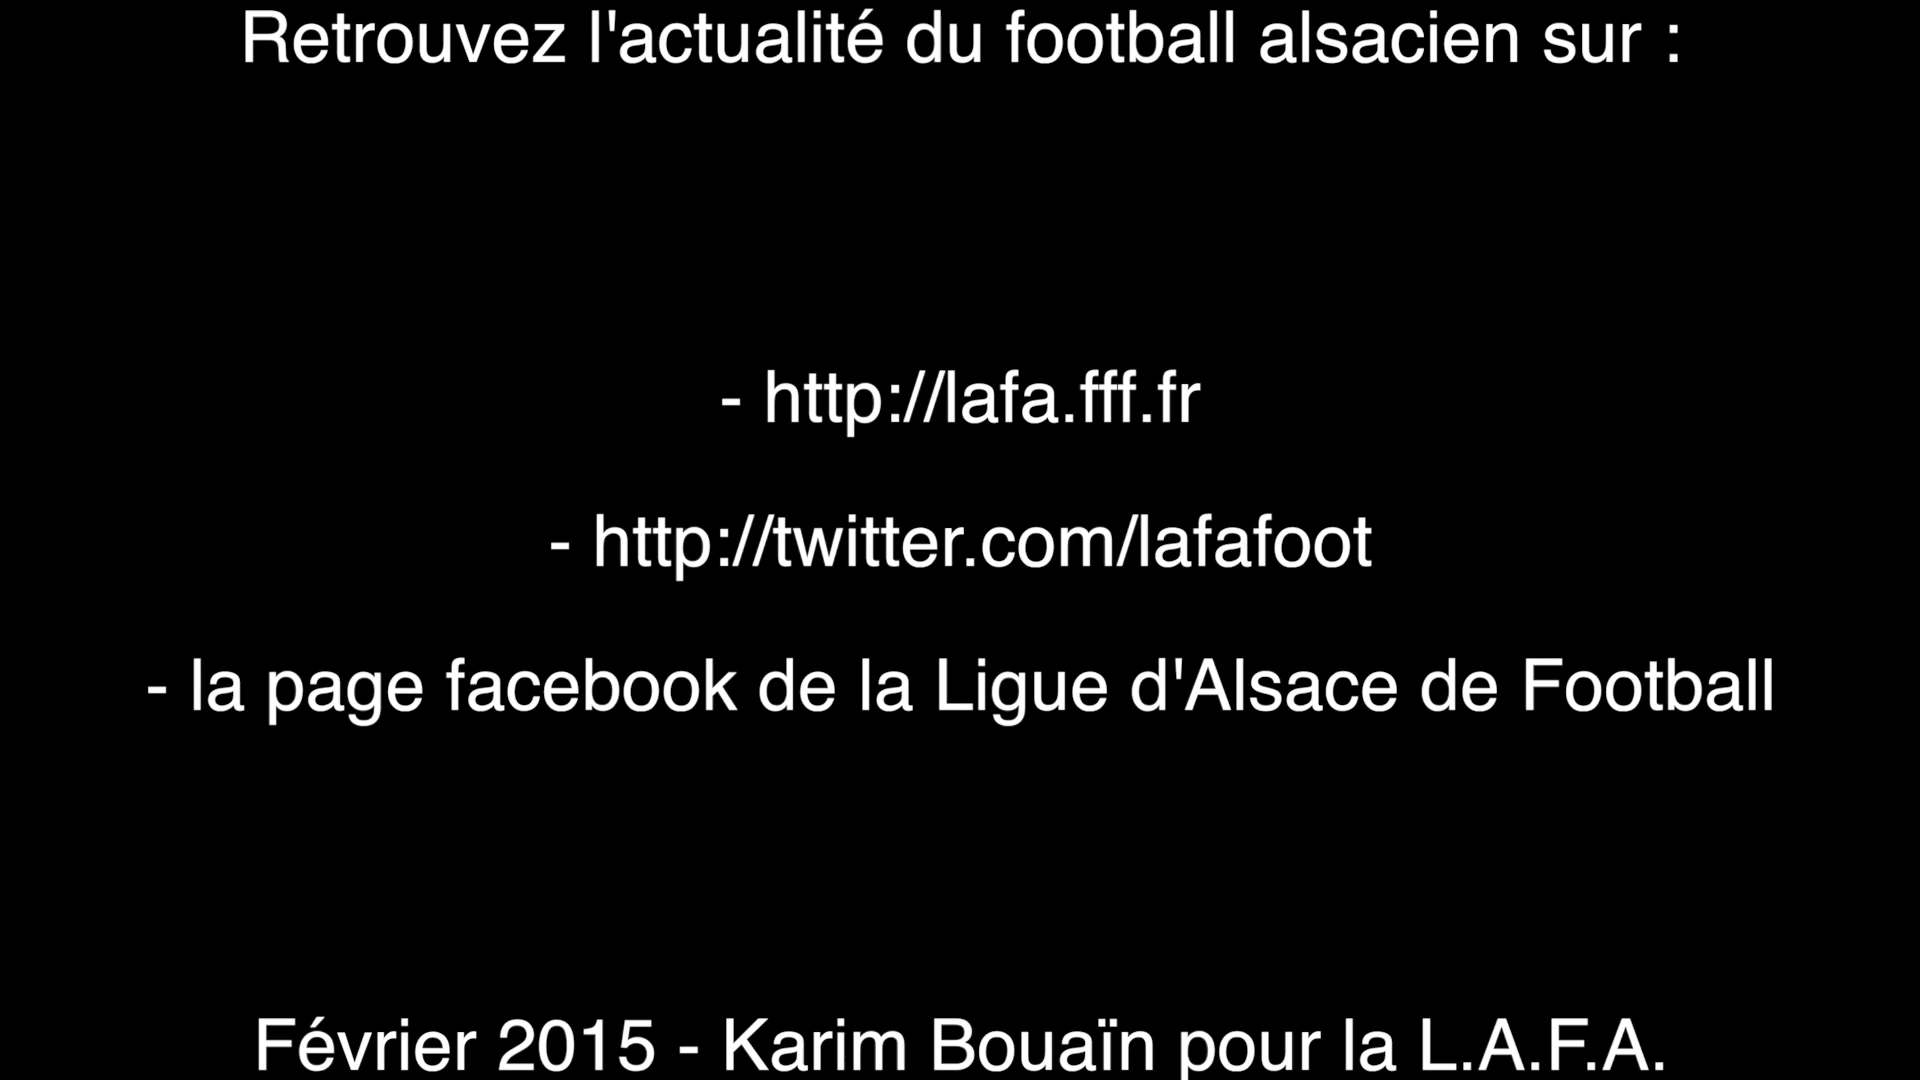 Retrouvez l'actualité du football alsacien sur :
- http://lafa.fff.fr
- http://twitter.com/lafafoot
- la page facebook de la Ligue d'Alsace de Football
Février 2015 - Karim Bouaïn pour la L.A.F.A.